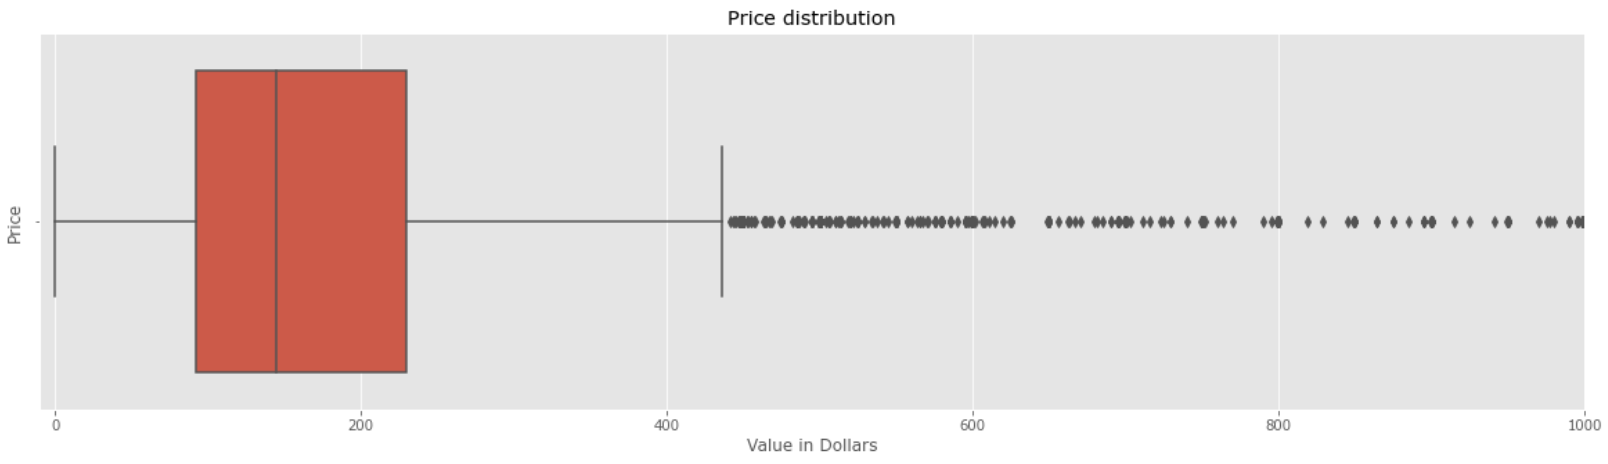 Price distribution
Price
0 200 400 600 800 1000
Value in Dollars